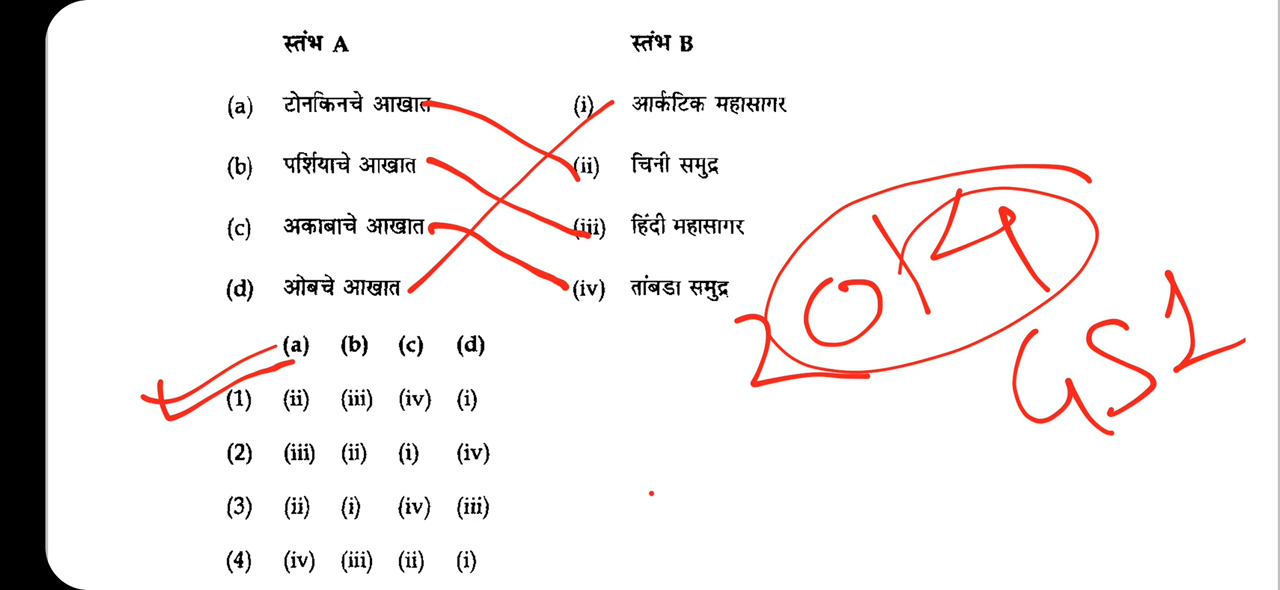 स्तंभ A स्तंभ B
(a) टोनकिनचे आखात (i) आर्कटिक महासागर
(b) पर्शियाचे आखात (ii) चिनी समुद्र
(c) अकाबाचे आखात (iii) हिंदी महासागर
(d) ओबचे आखात (iv) तांबडा समुद्र
2014
GS1
(a) (b) (c) (d)
(1) (ii) (iii) (iv) (i)
(2) (iii) (ii) (i) (iv)
(3) (ii) (i) (iv) (iii)
(4) (iv) (iii) (ii) (i)